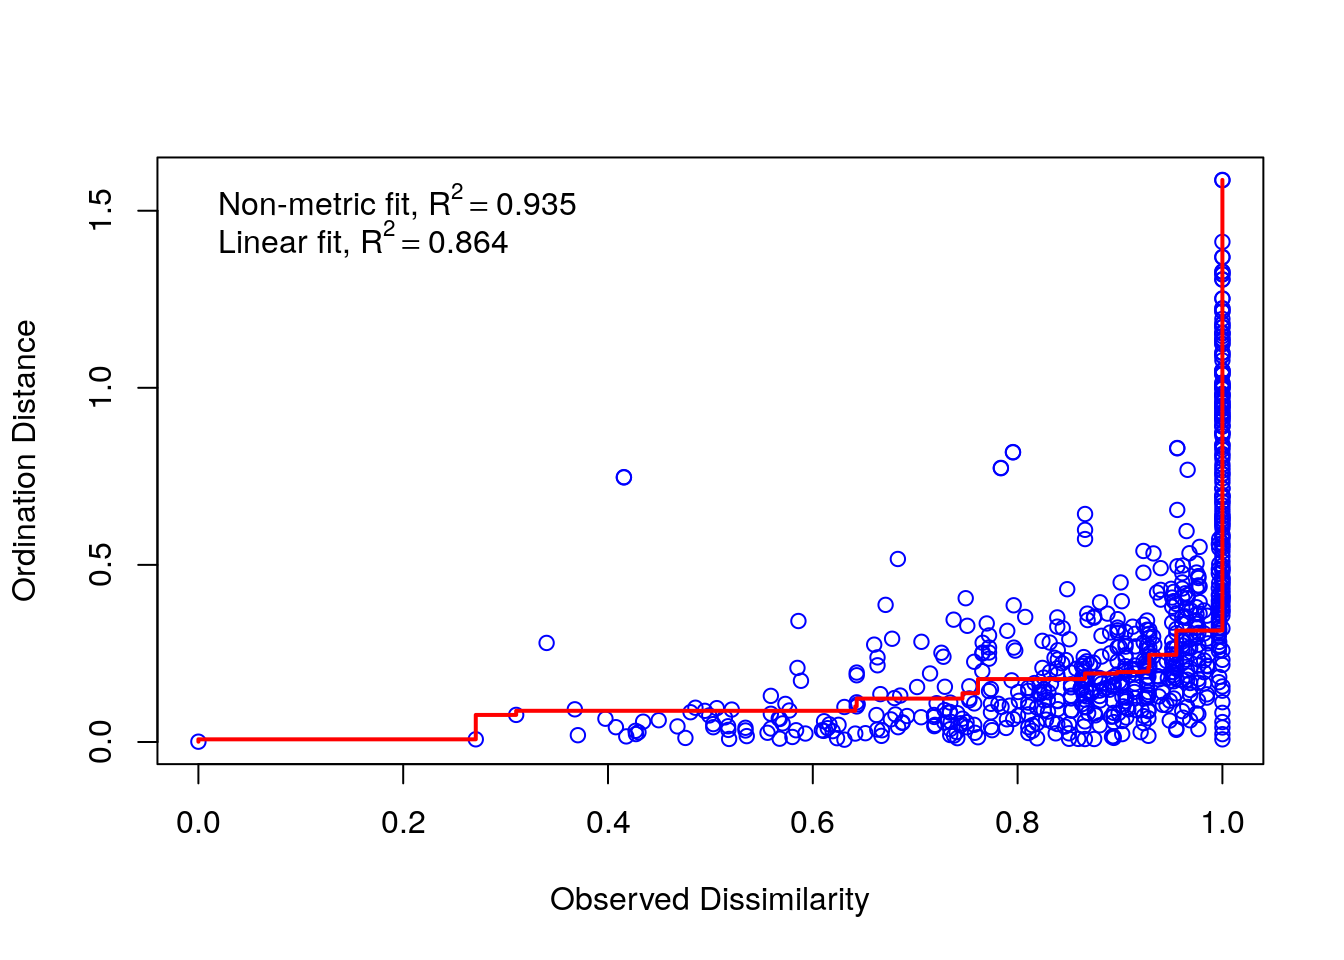 Non-metric fit, R² = 0.935
Linear fit, R² = 0.864
Ordination Distance
1.5
1.0
0.5
0.0
0.0 0.2 0.4 0.6 0.8 1.0
Observed Dissimilarity